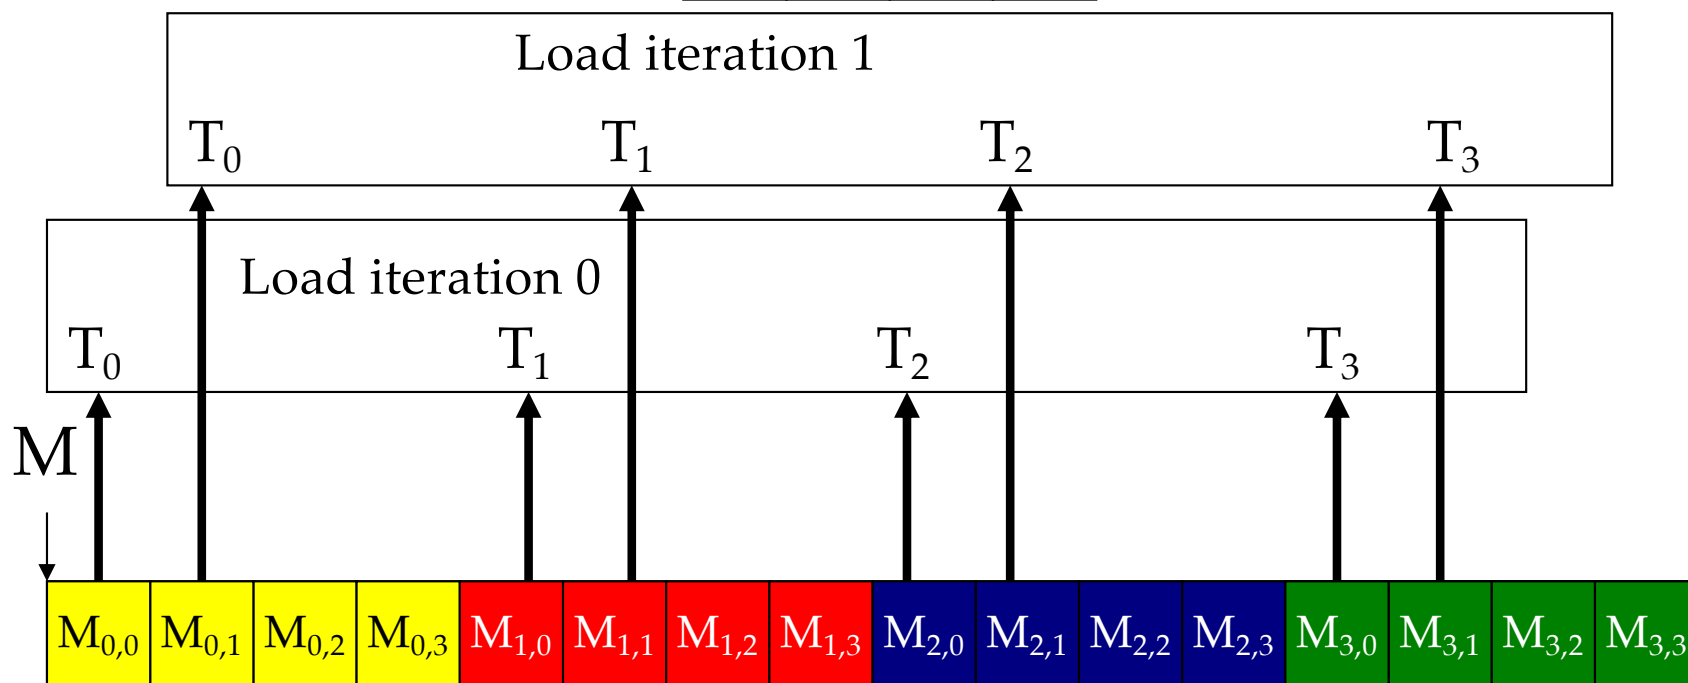 Load iteration 1
T₀ T₁ T₂ T₃
Load iteration 0
T₀ T₁ T₂ T₃
M
M₀,₀ M₀,₁ M₀,₂ M₀,₃ M₁,₀ M₁,₁ M₁,₂ M₁,₃ M₂,₀ M₂,₁ M₂,₂ M₂,₃ M₃,₀ M₃,₁ M₃,₂ M₃,₃